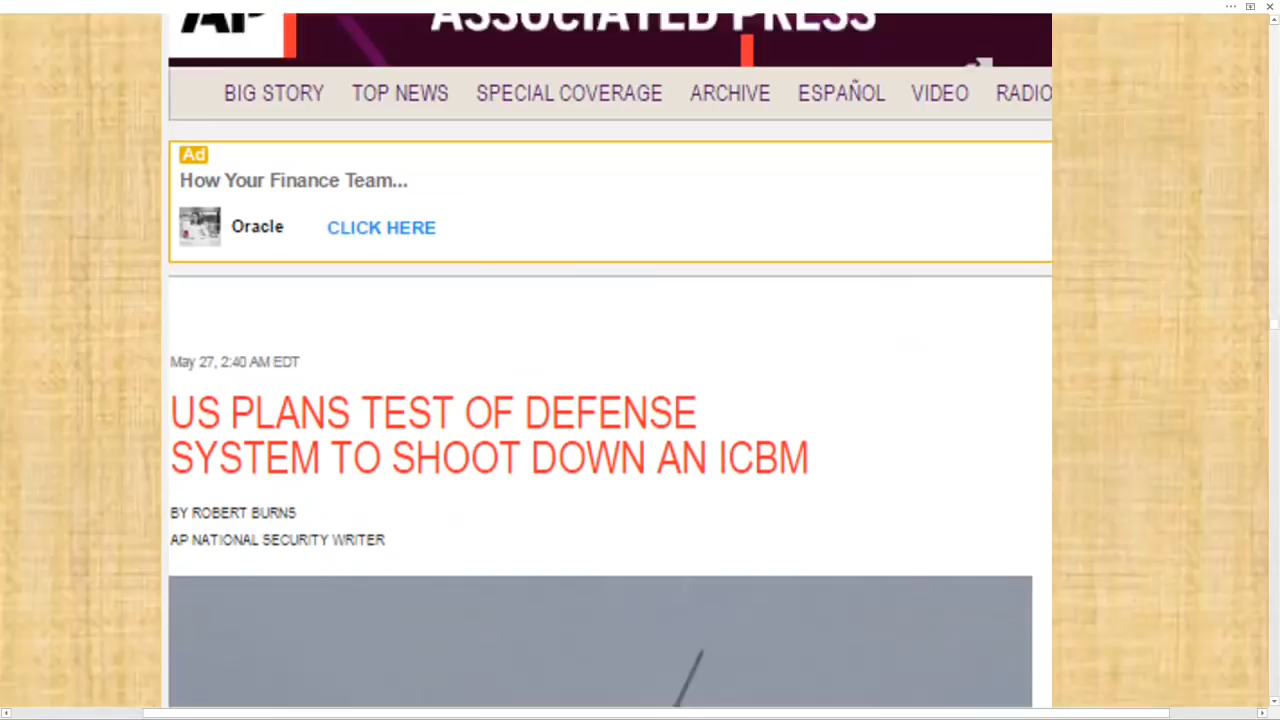 AP
ASSOCIATED PRESS
BIG STORY TOP NEWS SPECIAL COVERAGE ARCHIVE ESPAÑOL VIDEO RADIO
Ad
How Your Finance Team...
Oracle CLICK HERE
May 27, 2:40 AM EDT
US PLANS TEST OF DEFENSE
SYSTEM TO SHOOT DOWN AN ICBM
BY ROBERT BURNS
AP NATIONAL SECURITY WRITER